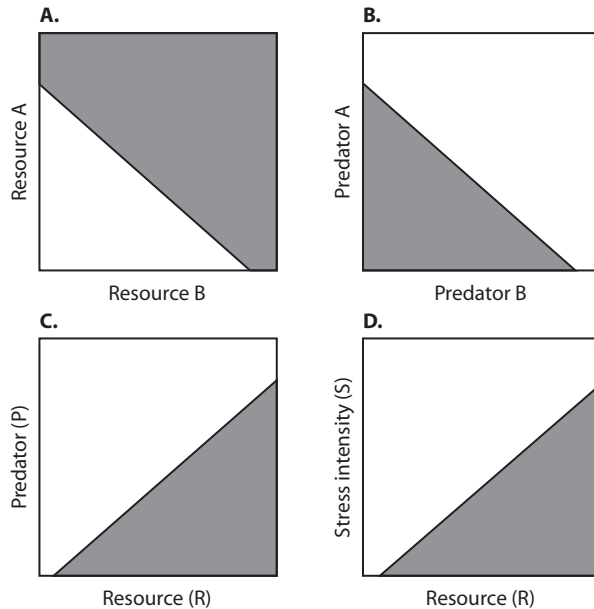 A.
B.
Resource A
Predator A
Resource B
Predator B
C.
D.
Predator (P)
Stress intensity (S)
Resource (R)
Resource (R)